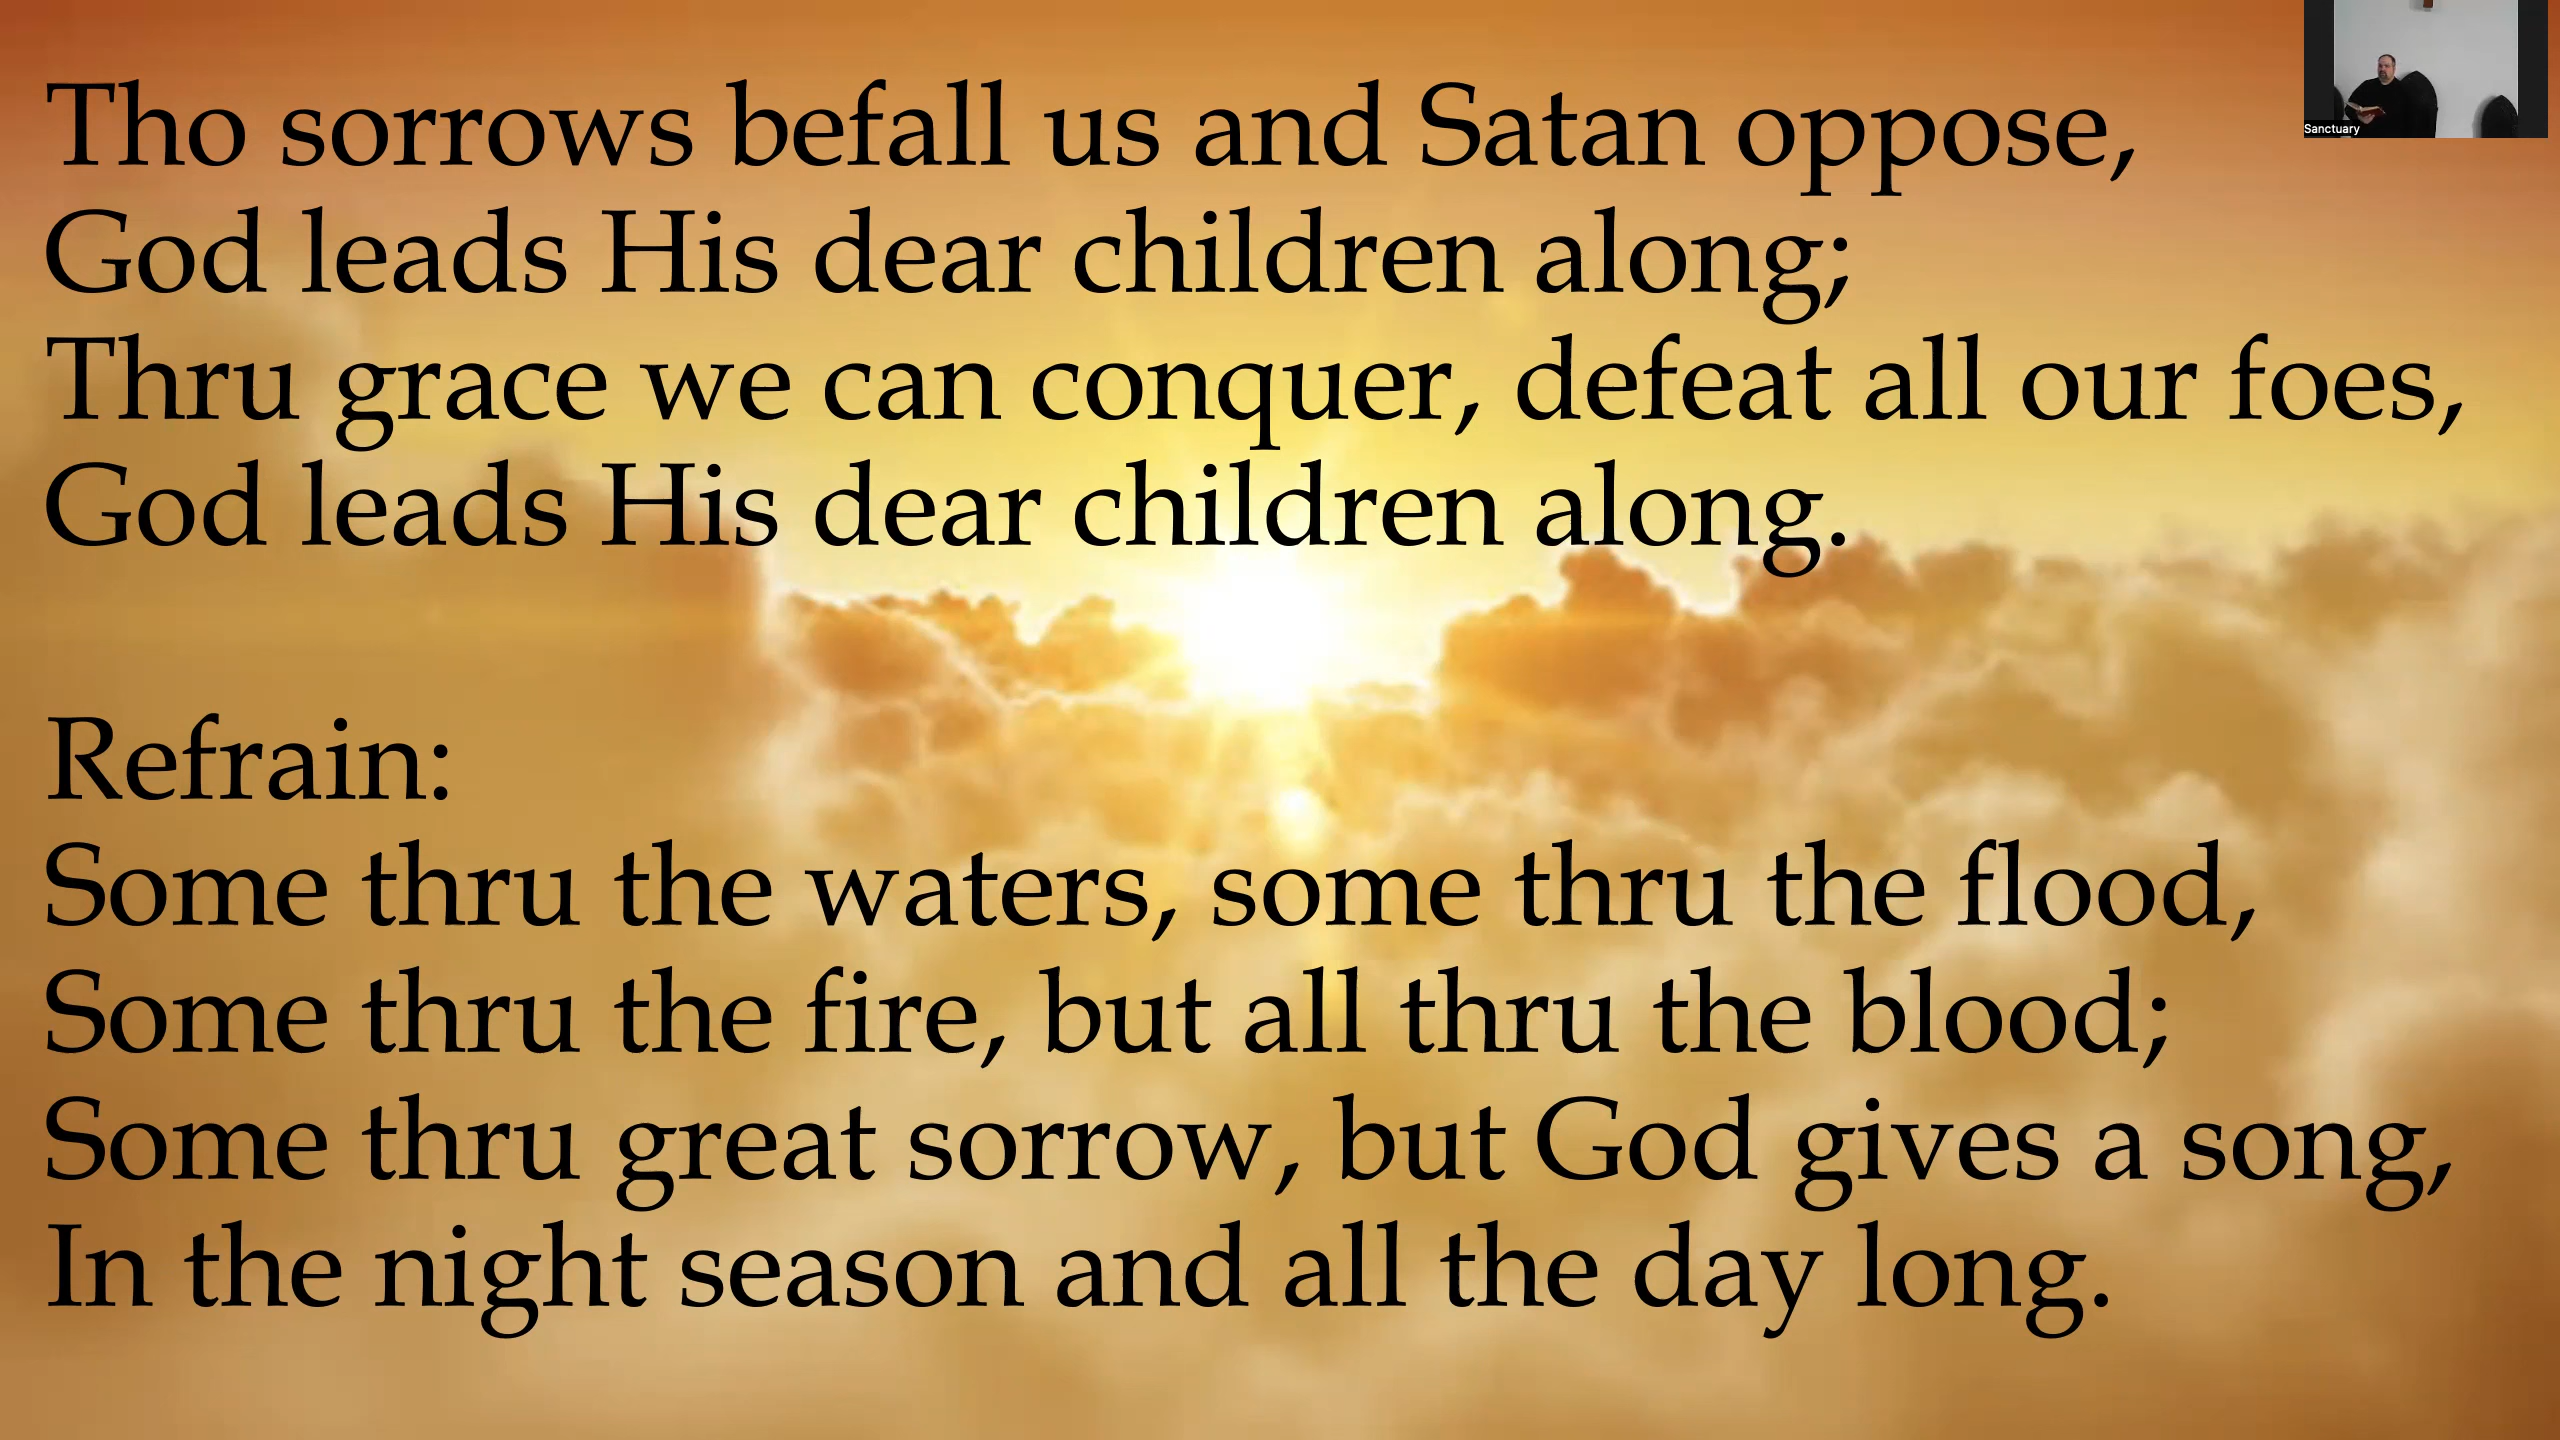 Tho sorrows befall us and Satan oppose,
God leads His dear children along;
Thru grace we can conquer, defeat all our foes,
God leads His dear children along.
Refrain:
Some thru the waters, some thru the flood,
Some thru the fire, but all thru the blood;
Some thru great sorrow, but God gives a song,
In the night season and all the day long.
Sanctuary